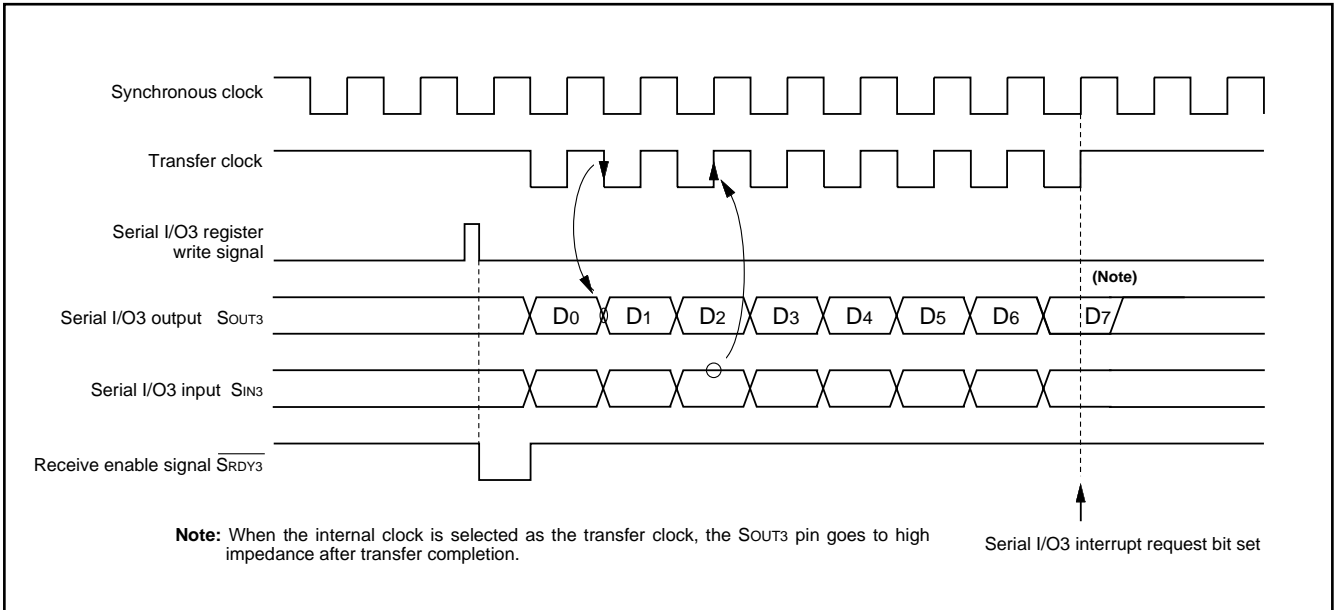 Synchronous clock
Transfer clock
Serial I/O3 register
write signal
(Note)
Serial I/O3 output SOUT3
D0 D1 D2 D3 D4 D5 D6 D7
Serial I/O3 input SIN3
Receive enable signal S̅R̅D̅Y̅3̅
Note: When the internal clock is selected as the transfer clock, the SOUT3 pin goes to high
impedance after transfer completion.
Serial I/O3 interrupt request bit set